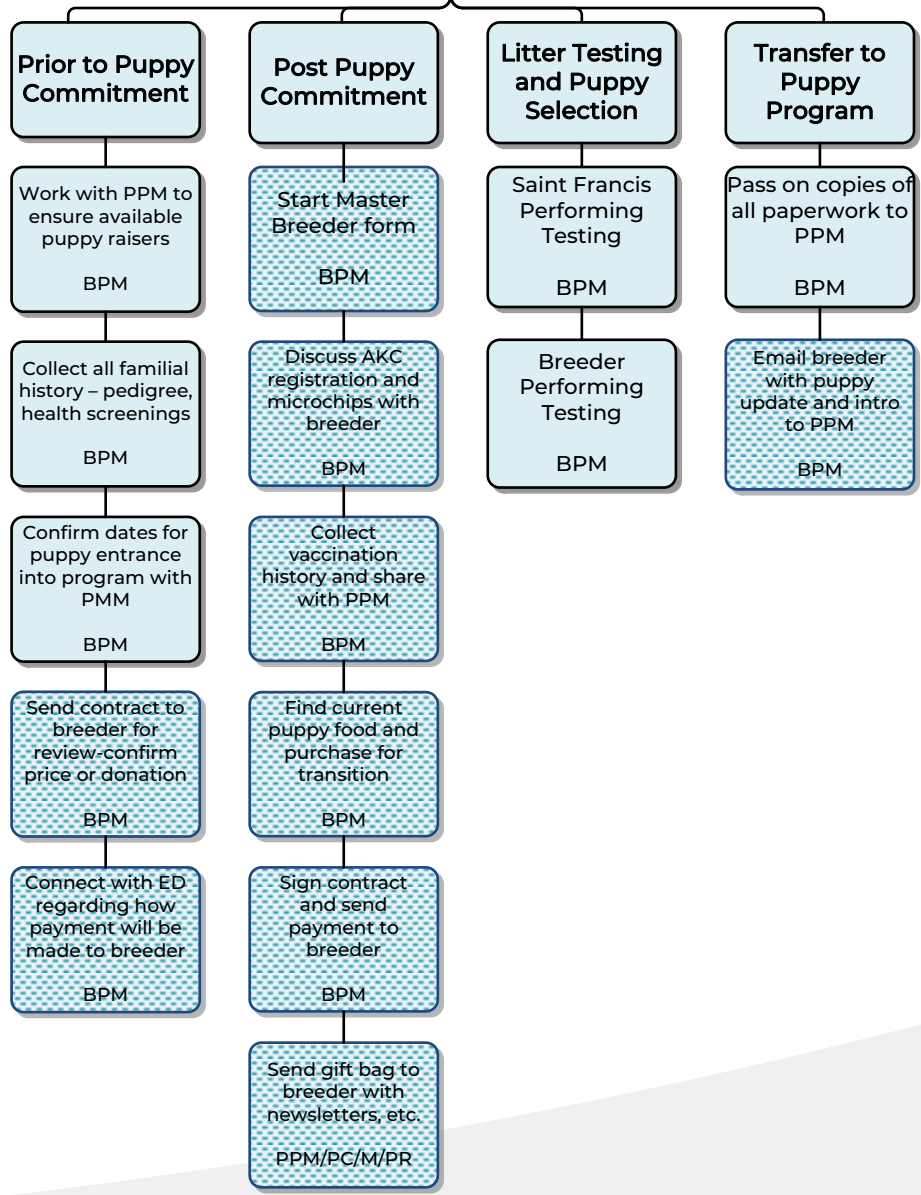 Prior to Puppy
Commitment
Work with PPM to
ensure available
puppy raisers
BPM
Collect all familial
history – pedigree,
health screenings
BPM
Confirm dates for
puppy entrance
into program with
PMM
BPM
Send contract to
breeder for
review-confirm
price or donation
BPM
Connect with ED
regarding how
payment will be
made to breeder
BPM
Post Puppy
Commitment
Start Master
Breeder form
BPM
Discuss AKC
registration and
microchips with
breeder
BPM
Collect
vaccination
history and share
with PPM
BPM
Find current
puppy food and
purchase for
transition
BPM
Sign contract
and send
payment to
breeder
BPM
Send gift bag to
breeder with
newsletters, etc.
PPM/PC/M/PR
Litter Testing
and Puppy
Selection
Saint Francis
Performing
Testing
BPM
Breeder
Performing
Testing
BPM
Transfer to
Puppy
Program
Pass on copies of
all paperwork to
PPM
BPM
Email breeder
with puppy
update and intro
to PPM
BPM